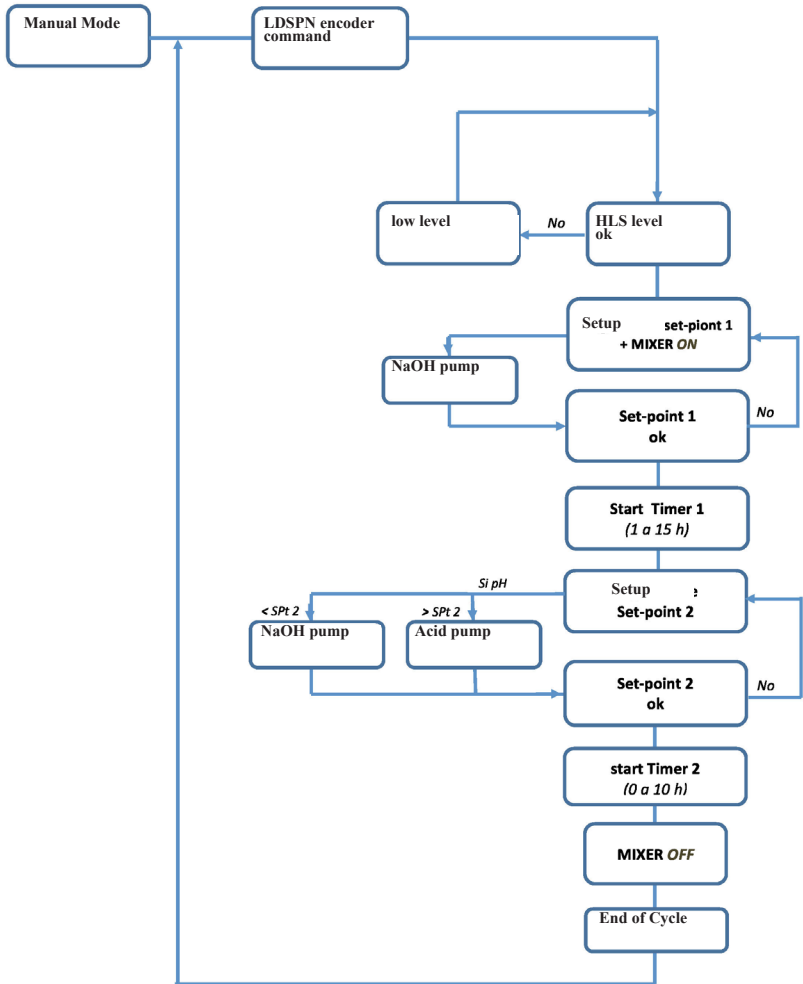 Manual Mode
LDSPN encoder
command
low level
No
HLS level
ok
Setup set-piont 1
+ MIXER ON
NaOH pump
Set-point 1
ok
No
Start Timer 1
(1 a 15 h)
Si pH
Setup
Set-point 2
< SPt 2
> SPt 2
NaOH pump
Acid pump
Set-point 2
ok
No
start Timer 2
(0 a 10 h)
MIXER OFF
End of Cycle